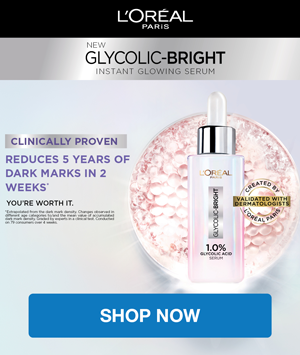 L'ORÉAL
PARIS
NEW
GLYCOLIC-BRIGHT
INSTANT GLOWING SERUM
CLINICALLY PROVEN
REDUCES 5 YEARS OF
DARK MARKS IN 2
WEEKS*
YOU'RE WORTH IT.
*Extrapolated from the dark mark density. Changes observed in
different age categories to/and the mean value of accumulated
dark mark density. Graded by experts in a clinical test. Conducted
on 79 consumers over 8 weeks.
L'ORÉAL
PARIS
GLYCOLIC-BRIGHT
1.0%
GLYCOLIC ACID
SERUM
CREATED BY
VALIDATED WITH
DERMATOLOGISTS
L'ORÉAL PARIS
SHOP NOW